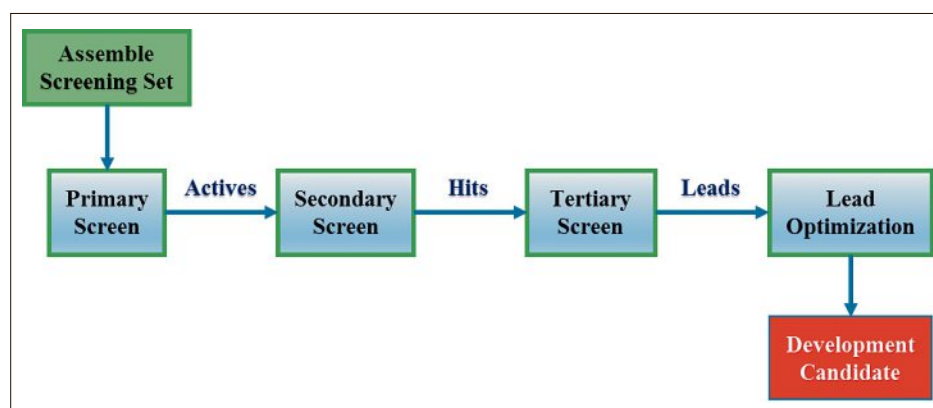 Assemble
Screening Set
Primary
Screen
Actives
Secondary
Screen
Hits
Tertiary
Screen
Leads
Lead
Optimization
Development
Candidate